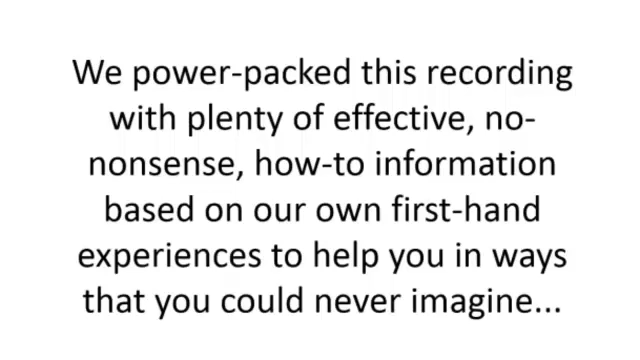 We power-packed this recording
with plenty of effective, no-
nonsense, how-to information
based on our own first-hand
experiences to help you in ways
that you could never imagine...